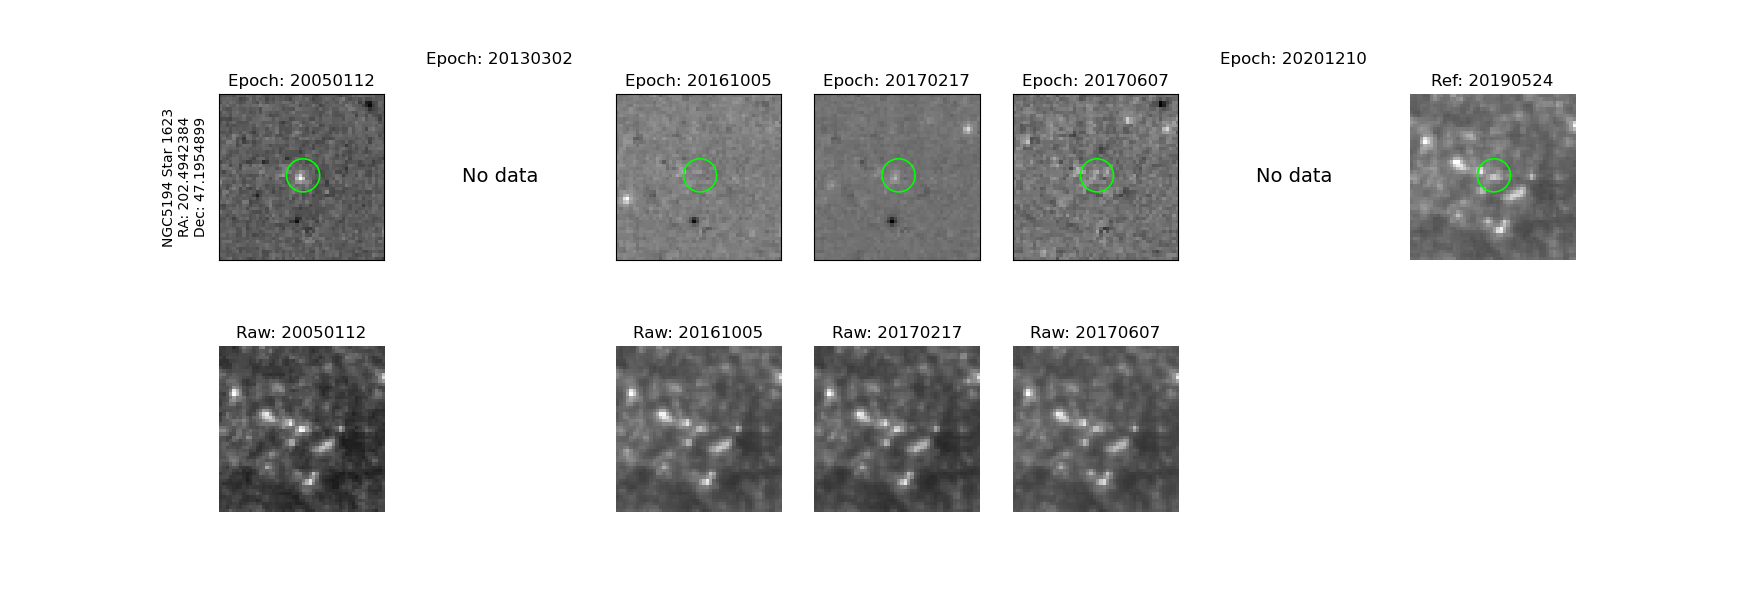 Epoch: 20130302
Epoch: 20201210
Epoch: 20050112
Epoch: 20161005
Epoch: 20170217
Epoch: 20170607
Ref: 20190524
NGC5194 Star 1623
RA: 202.4942384
Dec: 47.1954899
No data
No data
Raw: 20050112
Raw: 20161005
Raw: 20170217
Raw: 20170607